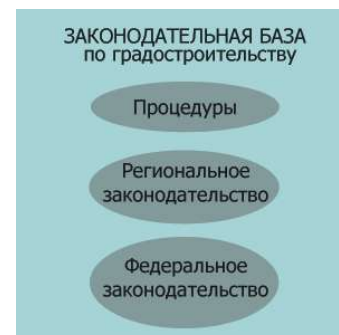 ЗАКОНОДАТЕЛЬНАЯ БАЗА
по градостроительству
Процедуры
Региональное
законодательство
Федеральное
законодательство